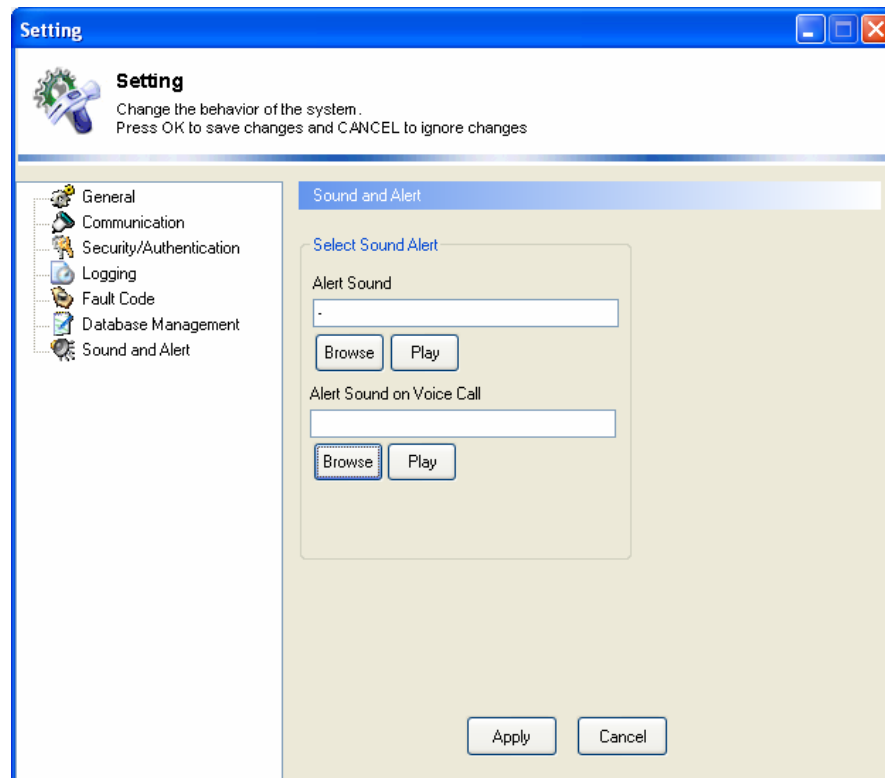 Setting
Setting
Change the behavior of the system.
Press OK to save changes and CANCEL to ignore changes
General
Communication
Security/Authentication
Logging
Fault Code
Database Management
Sound and Alert
Sound and Alert
Select Sound Alert
Alert Sound
-
Browse Play
Alert Sound on Voice Call
Browse Play
Apply Cancel